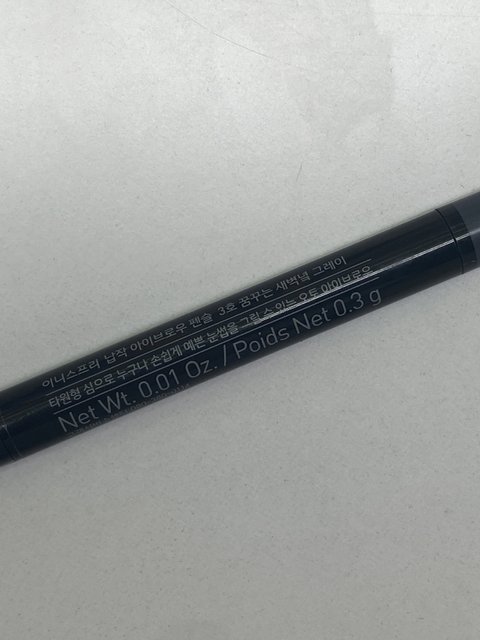 이니스프리 납작 아이브로우 펜슬 3호 꿈꾸는 새벽녘 그레이
타원형 심으로 누구나 손쉽게 예쁜 눈썹을 그릴 수 있는 오토 아이브로우
Net Wt. 0.01 Oz. / Poids Net 0.3 g